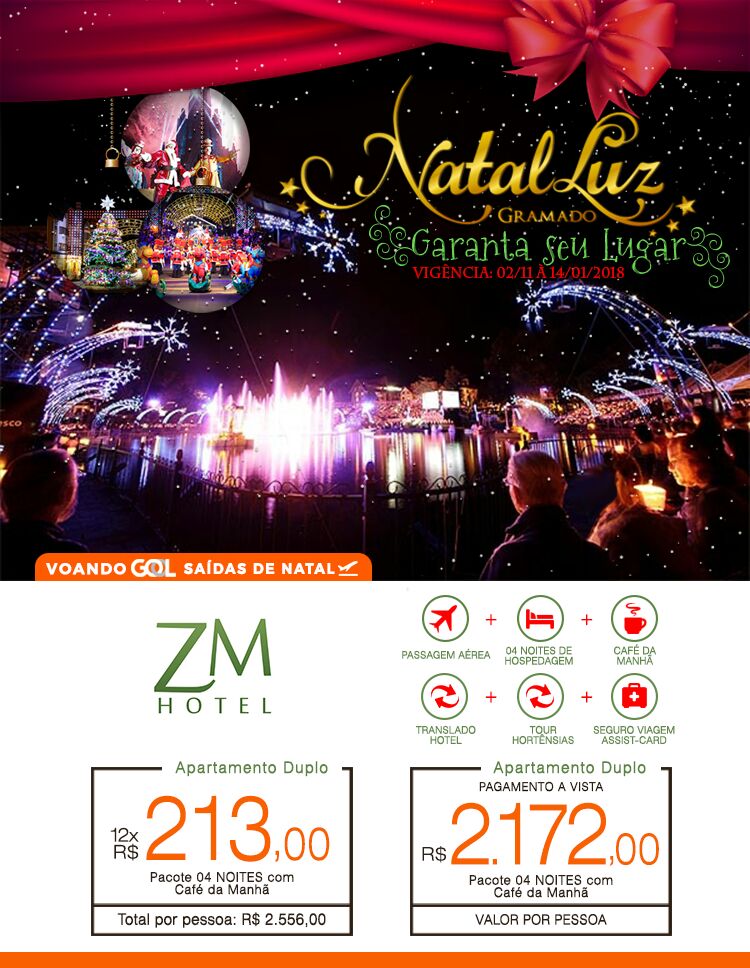 Natal Luz
GRAMADO
Garanta seu Lugar
VIGÊNCIA: 02/11 À 14/01/2018
VOANDO GOL SAÍDAS DE NATAL
ZM
HOTEL
PASSAGEM AÉREA
+
04 NOITES DE
HOSPEDAGEM
+
CAFÉ DA
MANHÃ
TRANSLADO
HOTEL
+
TOUR
HORTÊNSIAS
+
SEGURO VIAGEM
ASSIST-CARD
Apartamento Duplo
12x
R$ 213,00
Pacote 04 NOITES com
Café da Manhã
Total por pessoa: R$ 2.556,00
Apartamento Duplo
PAGAMENTO A VISTA
R$ 2.172,00
Pacote 04 NOITES com
Café da Manhã
VALOR POR PESSOA